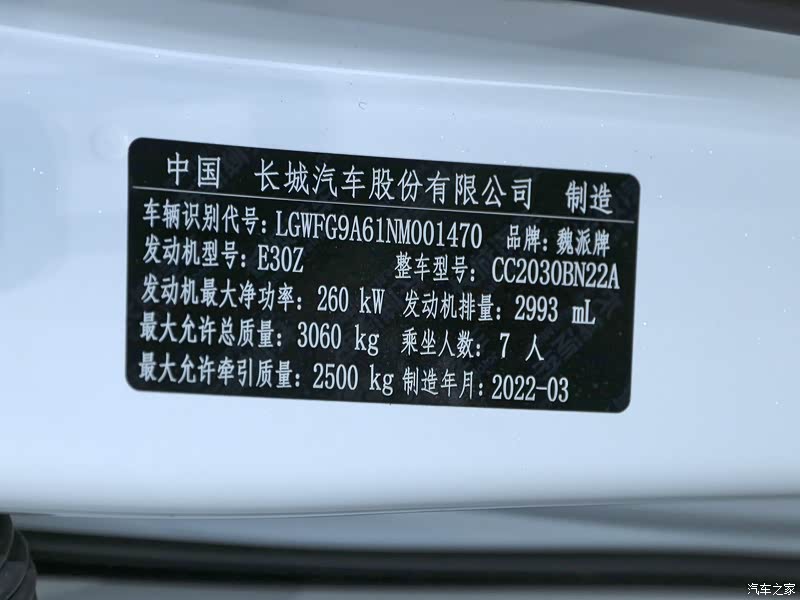 中国 长城汽车股份有限公司 制造
车辆识别代号: LGWFG9A61NM001470 品牌: 魏派牌
发动机型号: E30Z 整车型号: CC2030BN22A
发动机最大净功率: 260 kW 发动机排量: 2993 mL
最大允许总质量: 3060 kg 乘坐人数: 7 人
最大允许牵引质量: 2500 kg 制造年月: 2022-03
汽车之家